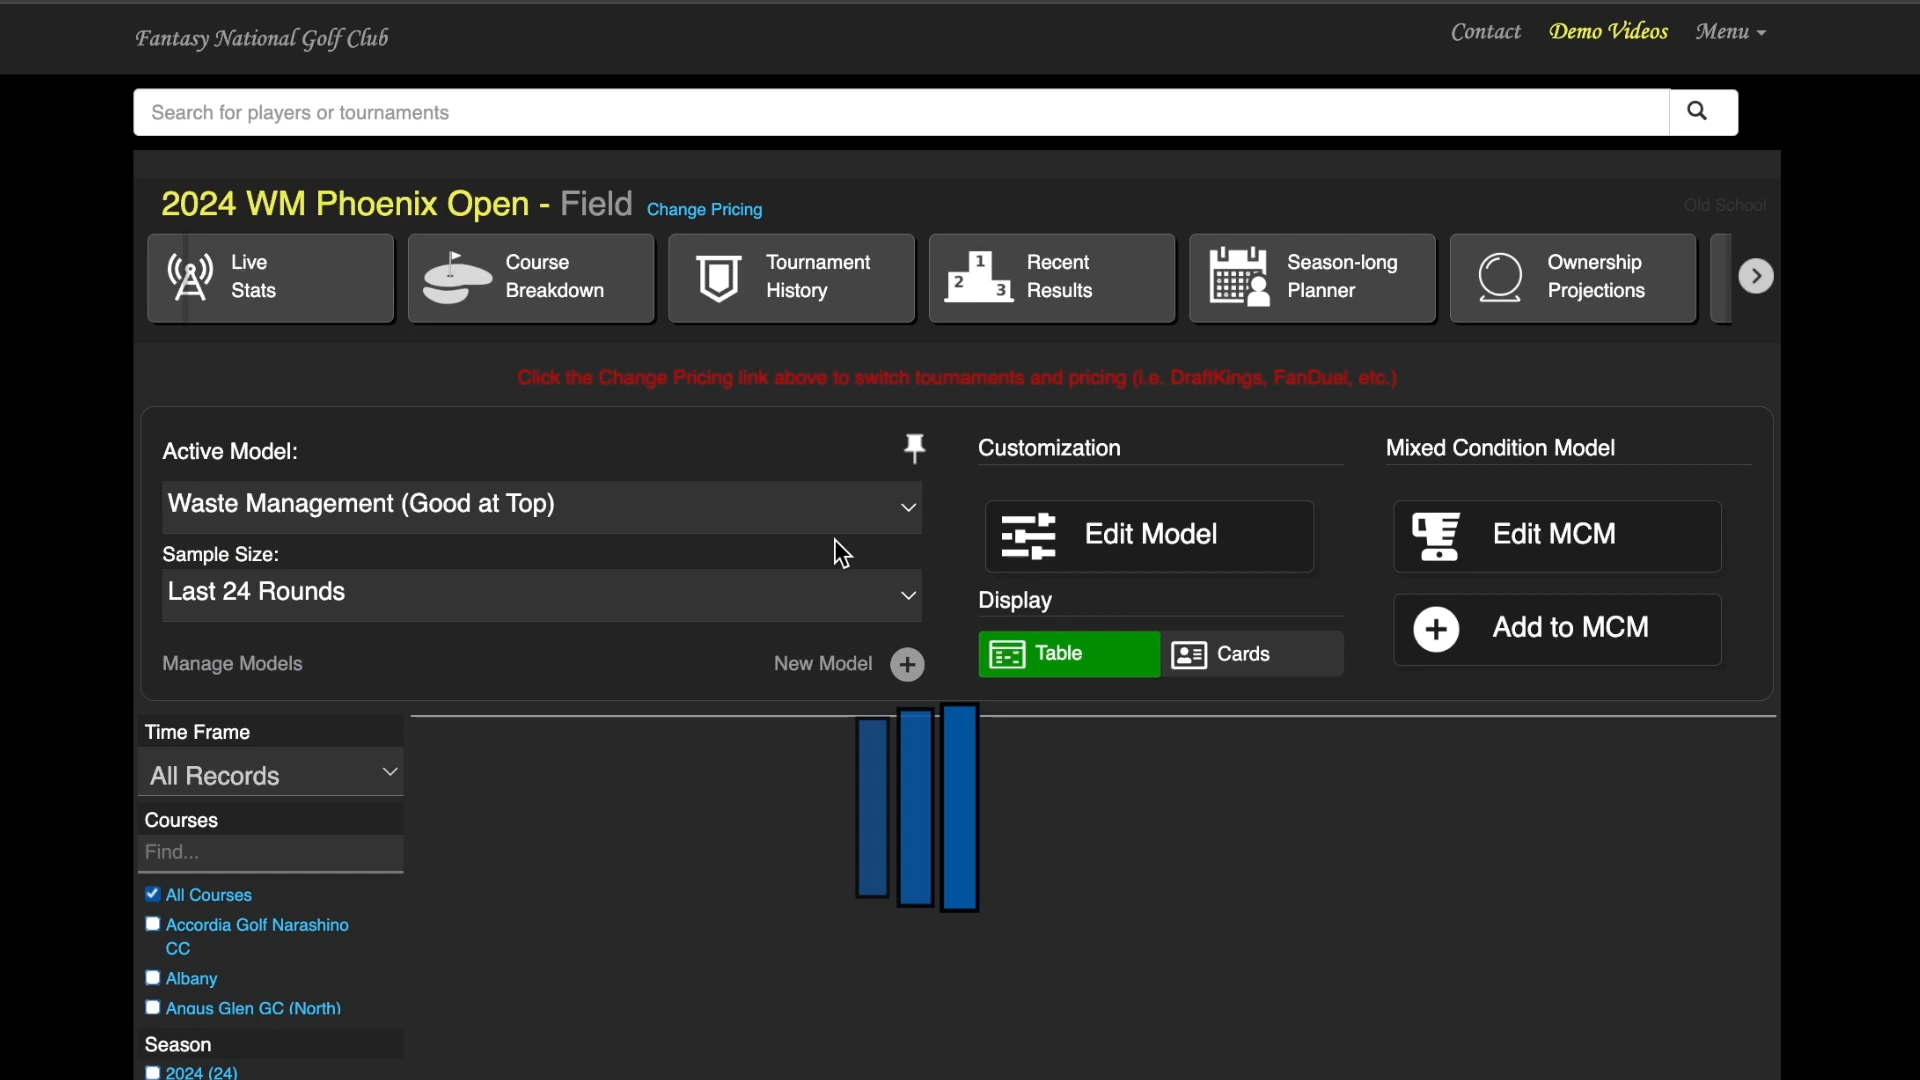 Fantasy National Golf Club
Contact Demo Videos Menu
Search for players or tournaments
2024 WM Phoenix Open - Field Change Pricing
Old School
Live
Stats
Course
Breakdown
Tournament
History
1
2
3
Recent
Results
Season-long
Planner
Ownership
Projections
Click the Change Pricing link above to switch tournaments and pricing (i.e. DraftKings, FanDuel, etc.)
Active Model:
Waste Management (Good at Top)
Sample Size:
Last 24 Rounds
Manage Models
New Model
Customization
Edit Model
Display
Table
Cards
Mixed Condition Model
Edit MCM
Add to MCM
Time Frame
All Records
Courses
Find...
All Courses
Accordia Golf Narashino
CC
Albany
Angus Glen GC (North)
Season
2024 (24)